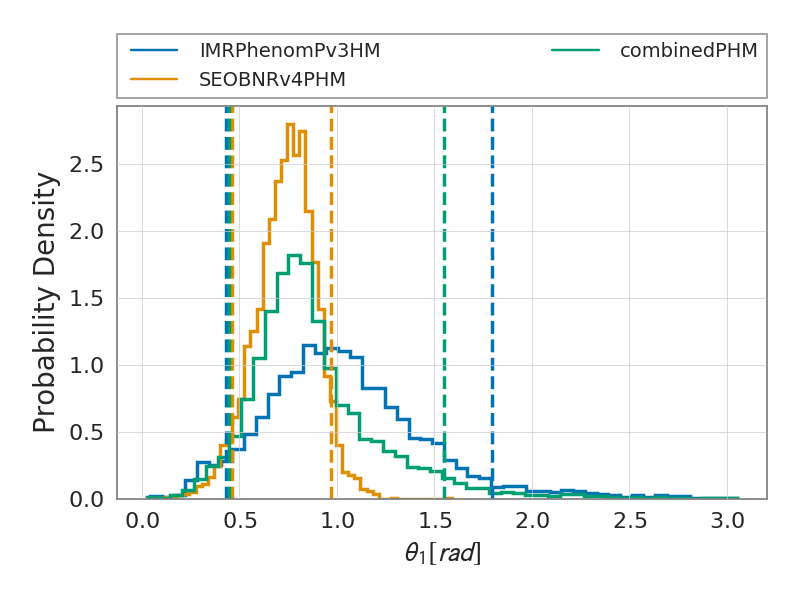 IMRPhenomPv3HM
SEOBNRv4PHM
combinedPHM
Probability Density
2.5
2.0
1.5
1.0
0.5
0.0
0.0 0.5 1.0 1.5 2.0 2.5 3.0
θ₁[rad]